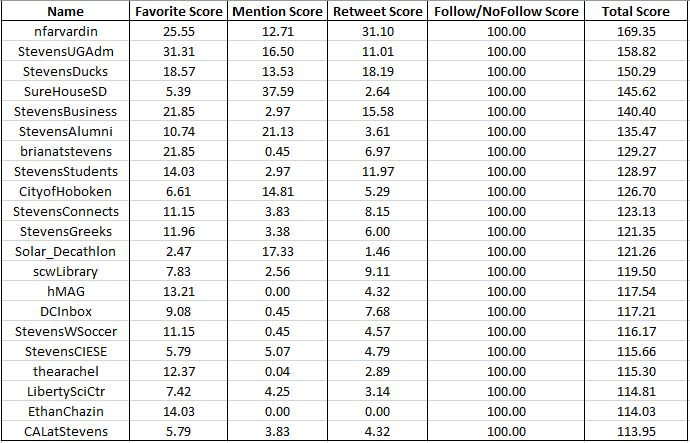 Name Favorite Score Mention Score Retweet Score Follow/NoFollow Score Total Score
nfarvardin 25.55 12.71 31.10 100.00 169.35
StevensUGAdm 31.31 16.50 11.01 100.00 158.82
StevensDucks 18.57 13.53 18.19 100.00 150.29
SureHouseSD 5.39 37.59 2.64 100.00 145.62
StevensBusiness 21.85 2.97 15.58 100.00 140.40
StevensAlumni 10.74 21.13 3.61 100.00 135.47
brianatstevens 21.85 0.45 6.97 100.00 129.27
StevensStudents 14.03 2.97 11.97 100.00 128.97
CityofHoboken 6.61 14.81 5.29 100.00 126.70
StevensConnects 11.15 3.83 8.15 100.00 123.13
StevensGreeks 11.96 3.38 6.00 100.00 121.35
Solar_Decathlon 2.47 17.33 1.46 100.00 121.26
scwLibrary 7.83 2.56 9.11 100.00 119.50
hMAG 13.21 0.00 4.32 100.00 117.54
DCInbox 9.08 0.45 7.68 100.00 117.21
StevensWSoccer 11.15 0.45 4.57 100.00 116.17
StevensCIESE 5.79 5.07 4.79 100.00 115.66
thearachel 12.37 0.04 2.89 100.00 115.30
LibertySciCtr 7.42 4.25 3.14 100.00 114.81
EthanChazin 14.03 0.00 0.00 100.00 114.03
CALatStevens 5.79 3.83 4.32 100.00 113.95